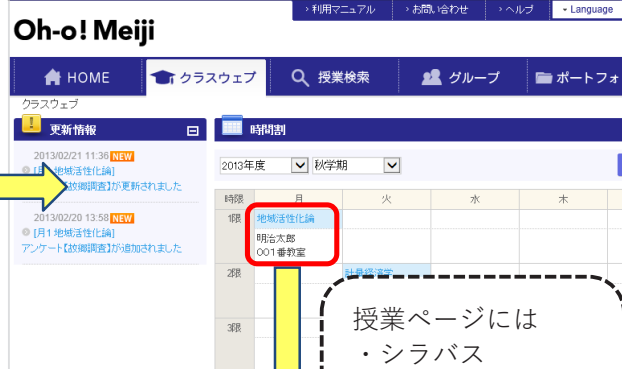 ›利用マニュアル ›お問い合わせ ›ヘルプ Language
Oh-o! Meiji
HOME クラスウェブ 授業検索 グループ ポートフォ
クラスウェブ
更新情報
2013/02/21 11:36 NEW
[月1 地域活性化論]
【故郷調査】が更新されました
2013/02/20 13:58 NEW
[月1 地域活性化論]
アンケート【故郷調査】が追加されました
時間割
2013年度 秋学期
時限 月 火 水 木
1限 地域活性化論
明治太郎
001番教室
2限 計量経済学
3限
授業ページには
・シラバス